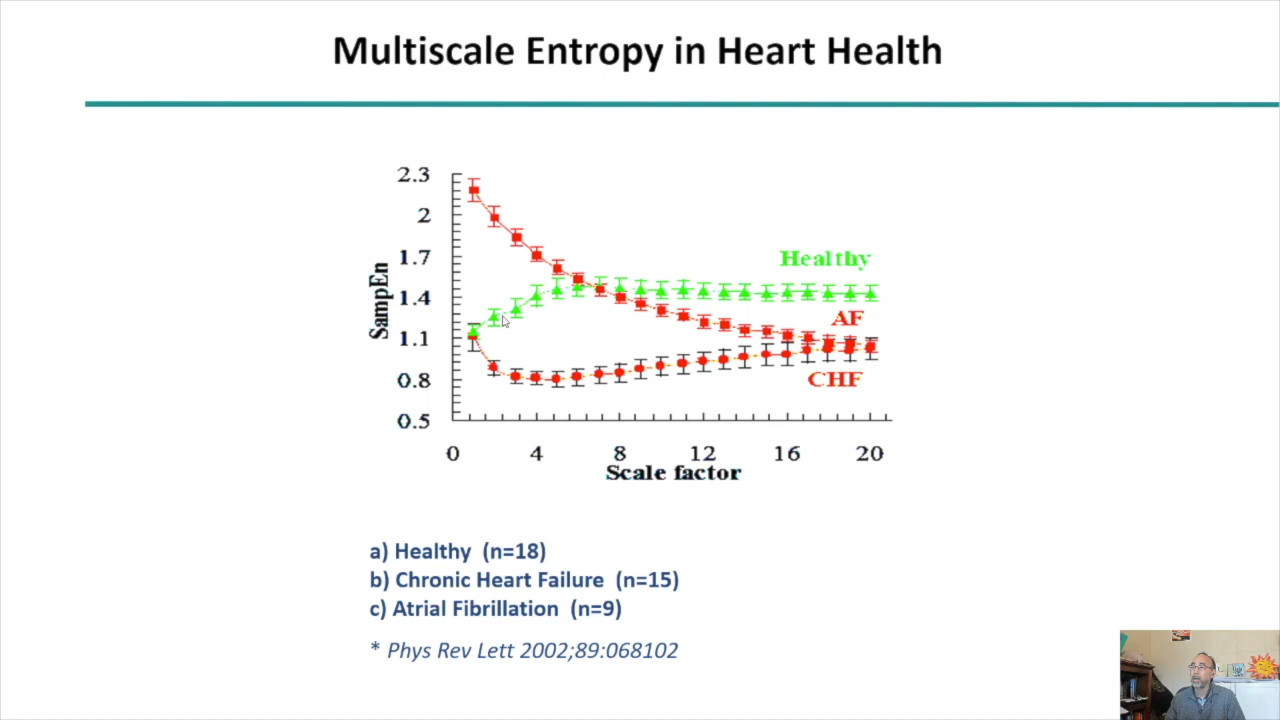 Multiscale Entropy in Heart Health
2.3
2
1.7
1.4
1.1
0.8
0.5
SampEn
Healthy
AF
CHF
0 4 8 12 16 20
Scale factor
a) Healthy (n=18)
b) Chronic Heart Failure (n=15)
c) Atrial Fibrillation (n=9)
* Phys Rev Lett 2002;89:068102